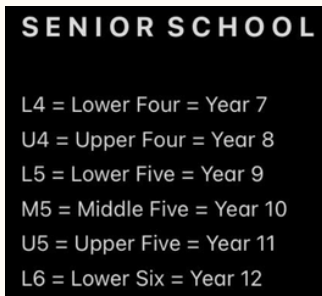 SENIOR SCHOOL
L4 = Lower Four = Year 7
U4 = Upper Four = Year 8
L5 = Lower Five = Year 9
M5 = Middle Five = Year 10
U5 = Upper Five = Year 11
L6 = Lower Six = Year 12